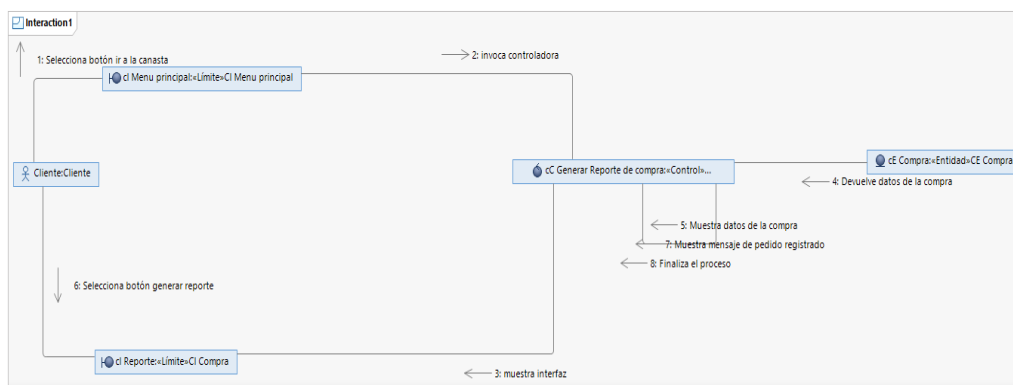 Interaction1
1: Selecciona botón ir a la canasta
2: invoca controladora
cI Menu principal:«Límite»CI Menu principal
Cliente:Cliente
cC Generar Reporte de compra:«Control»...
cE Compra:«Entidad»CE Compra
4: Devuelve datos de la compra
5: Muestra datos de la compra
7: Muestra mensaje de pedido registrado
8: Finaliza el proceso
6: Selecciona botón generar reporte
cI Reporte:«Límite»CI Compra
3: muestra interfaz